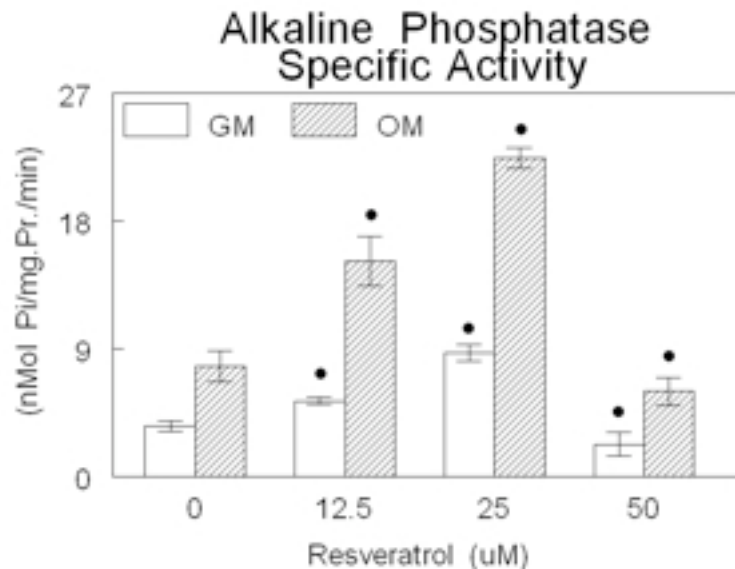 Alkaline Phosphatase
Specific Activity
27
GM OM
18
9
0
(nMol Pi/mg.Pr./min)
0 12.5 25 50
Resveratrol (uM)